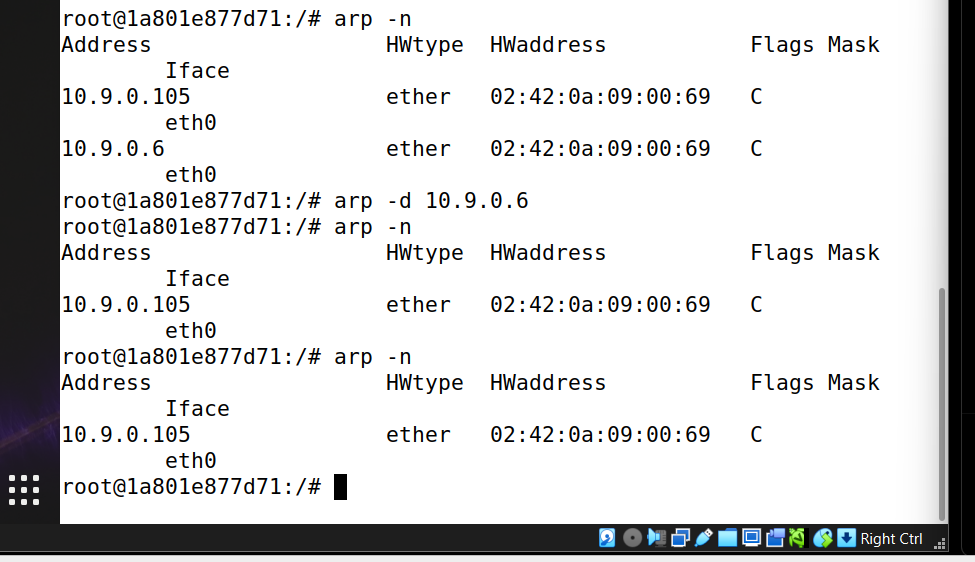 root@1a801e877d71:/# arp -n
Address                  HWtype  HWaddress           Flags Mask
        Iface
10.9.0.105               ether   02:42:0a:09:00:69   C
        eth0
10.9.0.6                 ether   02:42:0a:09:00:69   C
        eth0
root@1a801e877d71:/# arp -d 10.9.0.6
root@1a801e877d71:/# arp -n
Address                  HWtype  HWaddress           Flags Mask
        Iface
10.9.0.105               ether   02:42:0a:09:00:69   C
        eth0
root@1a801e877d71:/# arp -n
Address                  HWtype  HWaddress           Flags Mask
        Iface
10.9.0.105               ether   02:42:0a:09:00:69   C
        eth0
root@1a801e877d71:/#
Right Ctrl